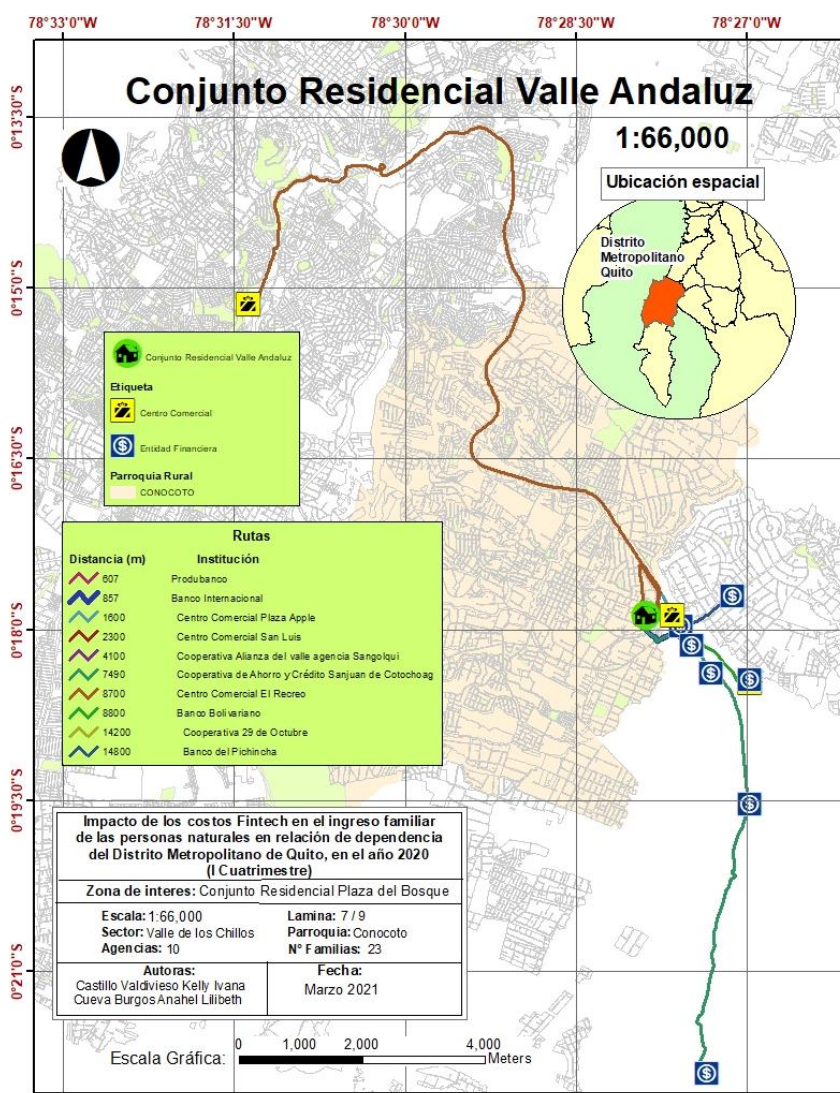 78°33'0"W
78°31'30"W
78°30'0"W
78°28'30"W
78°27'0"W
Conjunto Residencial Valle Andaluz
0°13'30"S
1:66,000
Ubicación espacial
Distrito
Metropolitano
Quito
0°15'0"S
Conjunto Residencial Valle Andaluz
Etiqueta
Centro Comercial
Entidad Financiera
0°16'30"S
Parroquia Rural
CONOCOTO
Rutas
Distancia (m) Institución
607 Produbanco
857 Banco Internacional
1600 Centro Comercial Plaza Apple
0°18'0"S
2300 Centro Comercial San Luis
4100 Cooperativa Alianza del valle agencia Sangolqui
7490 Cooperativa de Ahorro y Crédito Sanjuan de Cotochoag
8700 Centro Comercial El Recreo
8800 Banco Bolivariano
14200 Cooperativa 29 de Octubre
14800 Banco del Pichincha
0°19'30"S
Impacto de los costos Fintech en el ingreso familiar
de las personas naturales en relación de dependencia
del Distrito Metropolitano de Quito, en el año 2020
(I Cuatrimestre)
Zona de interes: Conjunto Residencial Plaza del Bosque
Escala: 1:66,000 Lamina: 7 / 9
Sector: Valle de los Chillos Parroquia: Conocoto
Agencias: 10 N° Familias: 23
0°21'0"S
Autoras: Fecha:
Castillo Valdivieso Kelly Ivana Marzo 2021
Cueva Burgos Anahel Lilibeth
Escala Gráfica: 0 1,000 2,000 4,000 Meters